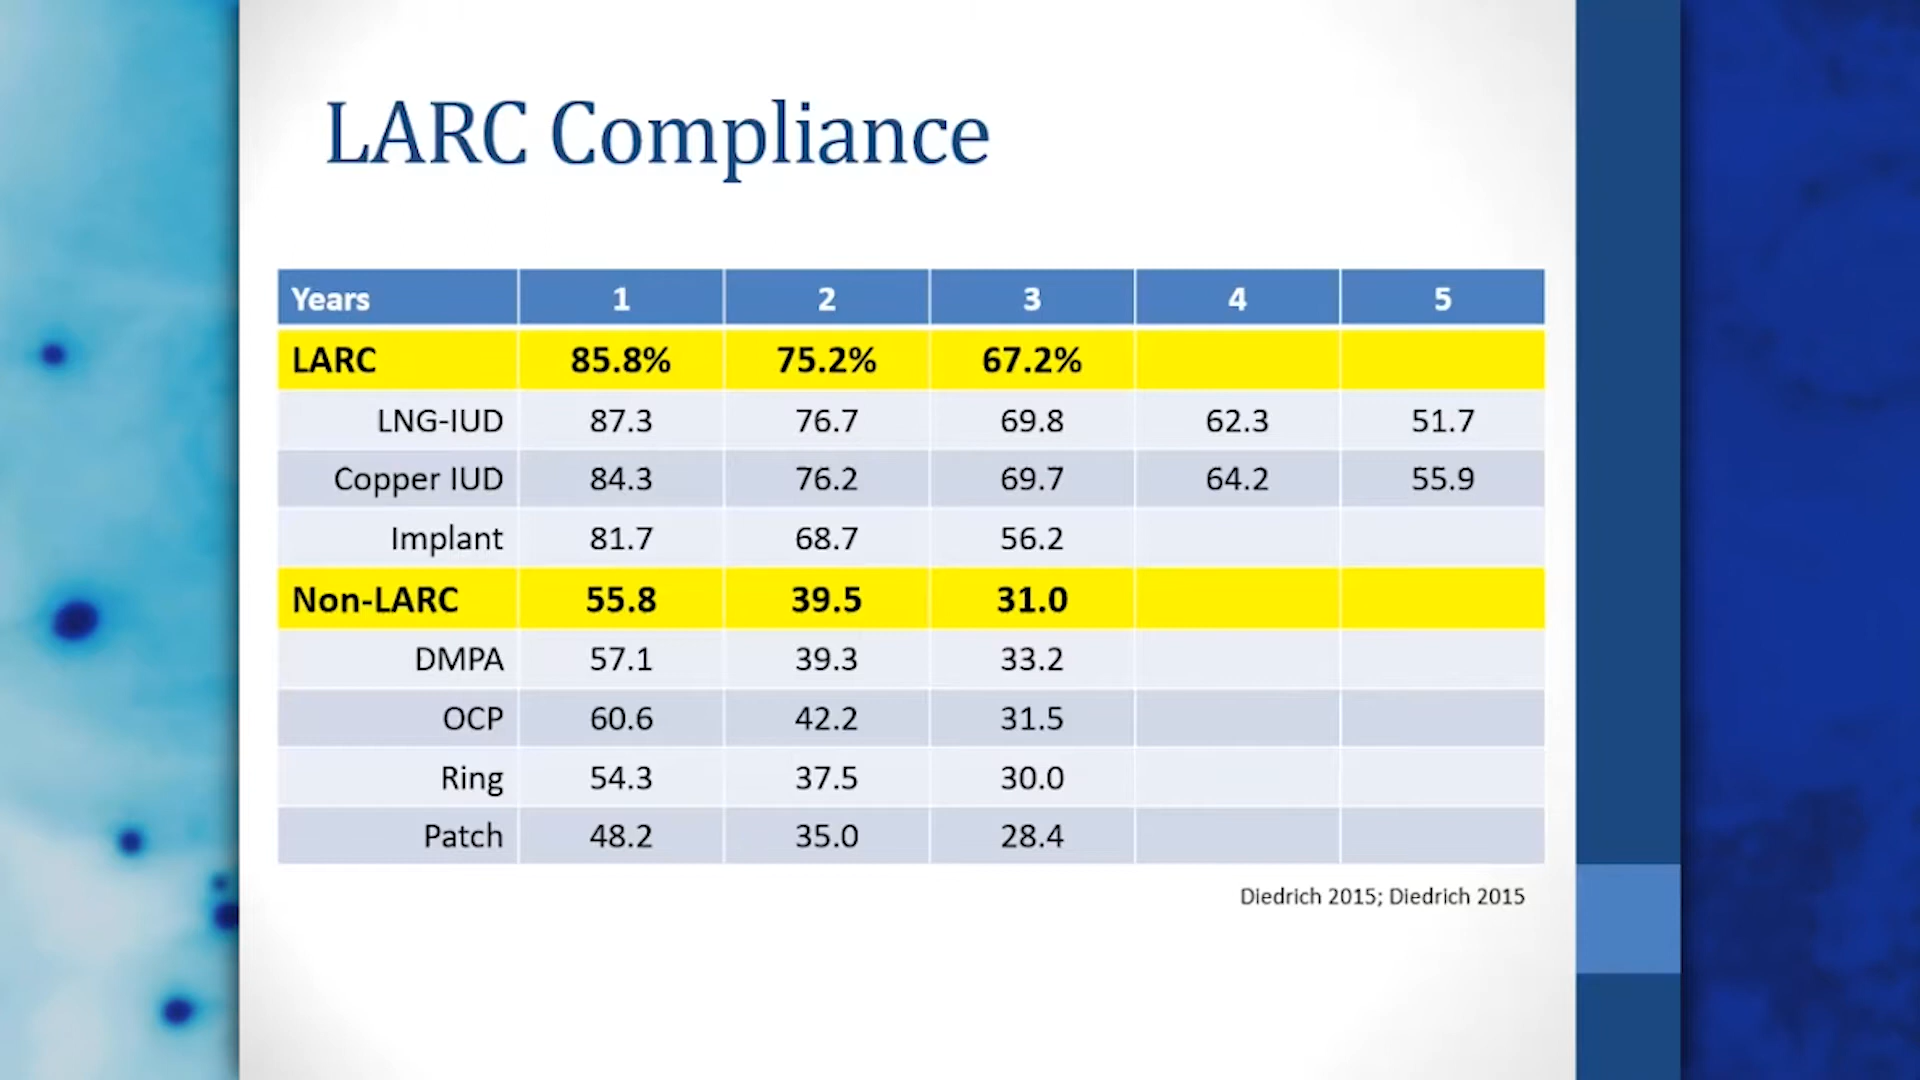 LARC Compliance
Years 1 2 3 4 5
LARC 85.8% 75.2% 67.2%
LNG-IUD 87.3 76.7 69.8 62.3 51.7
Copper IUD 84.3 76.2 69.7 64.2 55.9
Implant 81.7 68.7 56.2
Non-LARC 55.8 39.5 31.0
DMPA 57.1 39.3 33.2
OCP 60.6 42.2 31.5
Ring 54.3 37.5 30.0
Patch 48.2 35.0 28.4
Diedrich 2015; Diedrich 2015